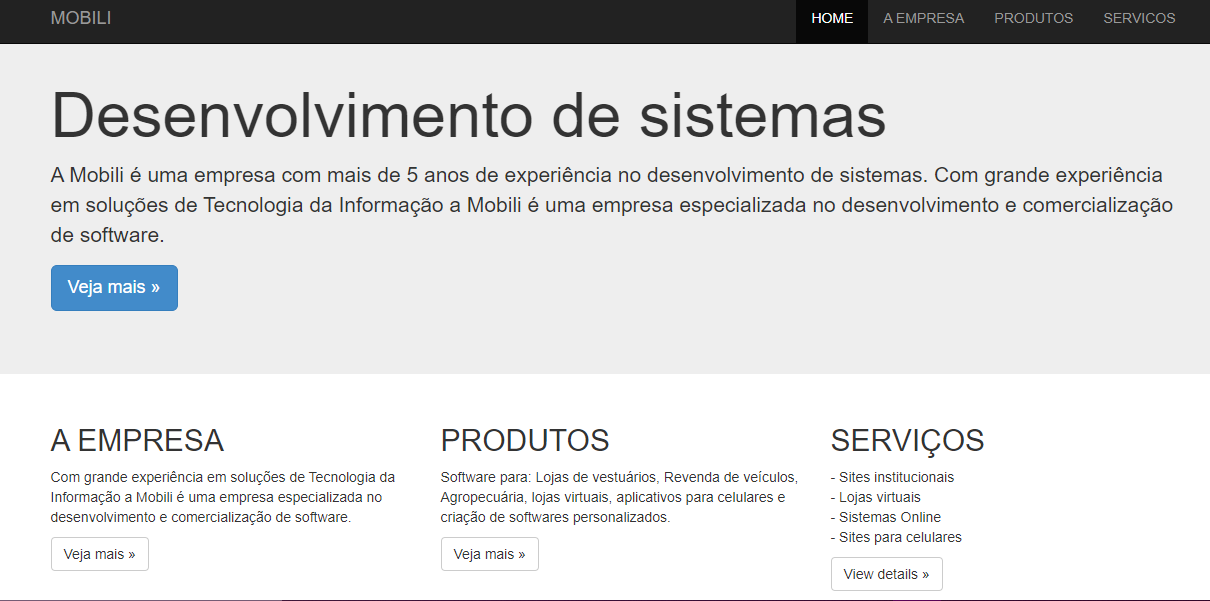 MOBILI HOME A EMPRESA PRODUTOS SERVICOS
Desenvolvimento de sistemas
A Mobili é uma empresa com mais de 5 anos de experiência no desenvolvimento de sistemas. Com grande experiência
em soluções de Tecnologia da Informação a Mobili é uma empresa especializada no desenvolvimento e comercialização
de software.
Veja mais »
A EMPRESA
Com grande experiência em soluções de Tecnologia da
Informação a Mobili é uma empresa especializada no
desenvolvimento e comercialização de software.
Veja mais »
PRODUTOS
Software para: Lojas de vestuários, Revenda de veículos,
Agropecuária, lojas virtuais, aplicativos para celulares e
criação de softwares personalizados.
Veja mais »
SERVIÇOS
- Sites institucionais
- Lojas virtuais
- Sistemas Online
- Sites para celulares
View details »